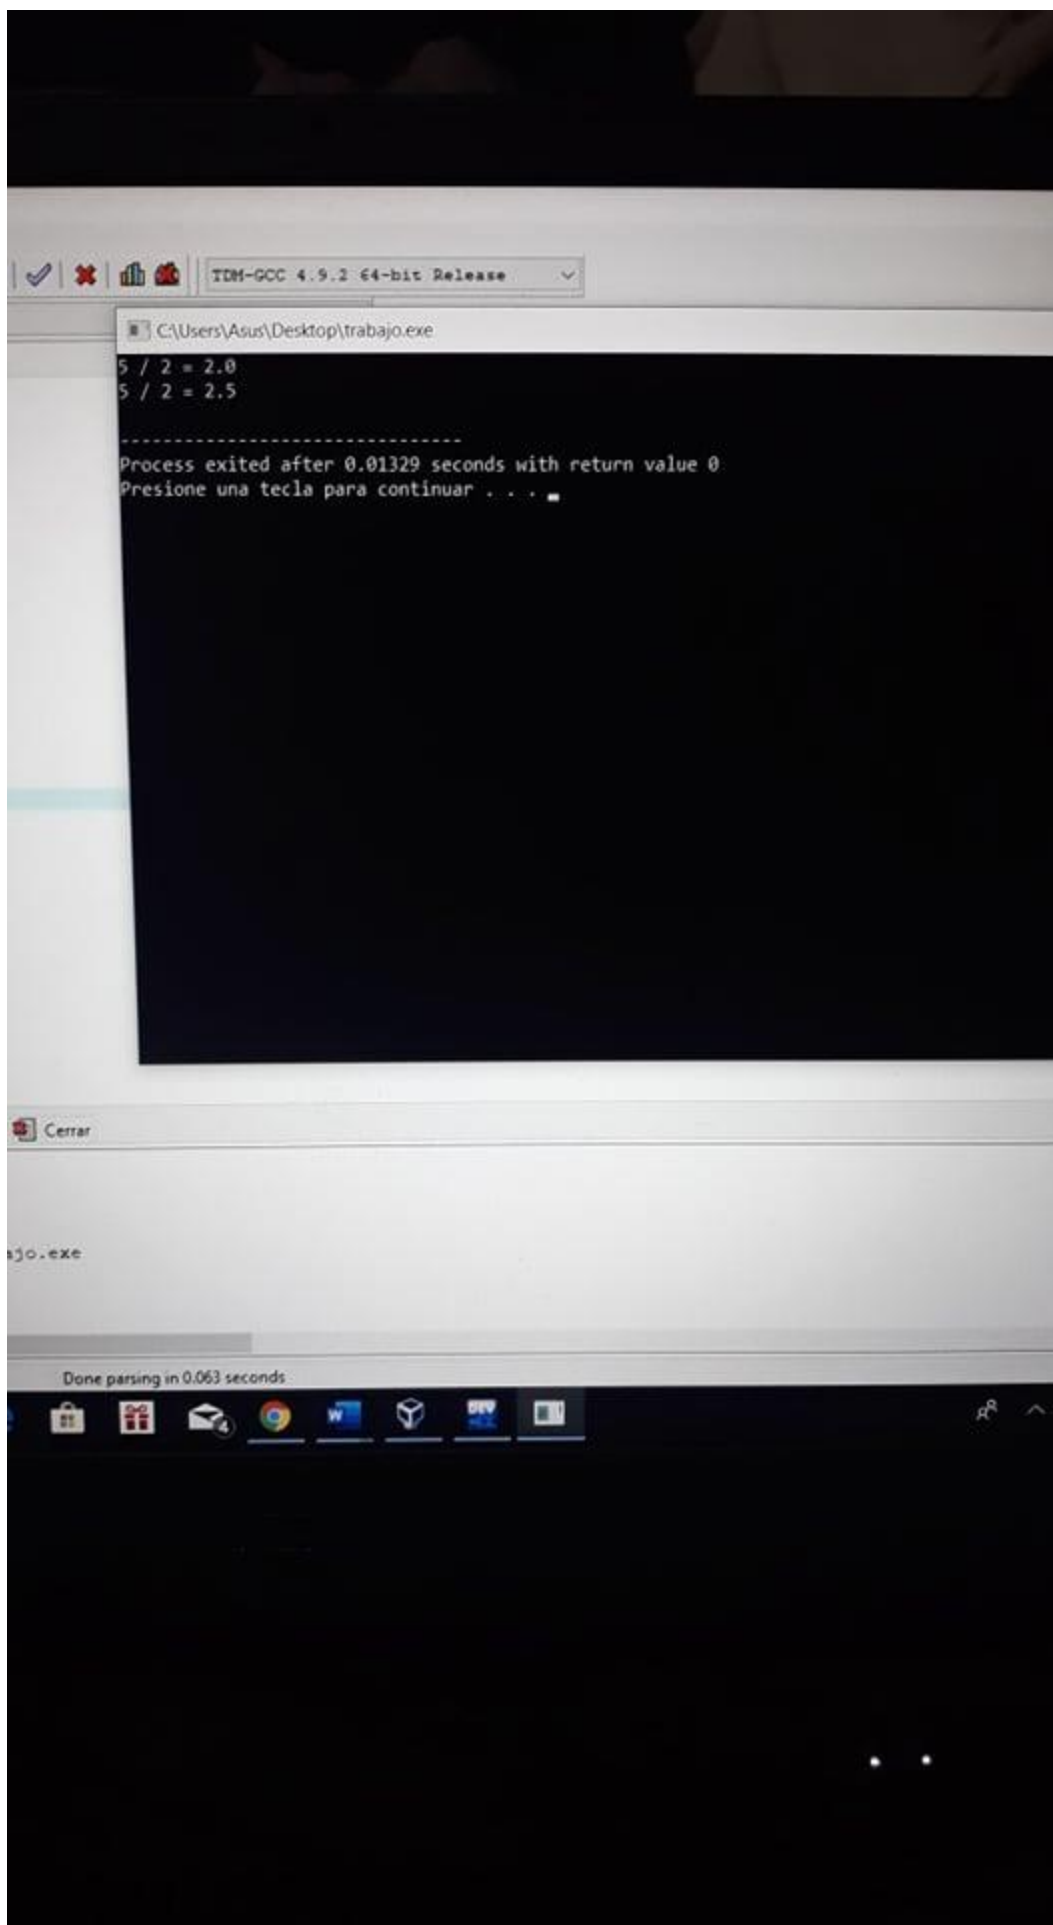 TDM-GCC 4.9.2 64-bit Release
C:\Users\Asus\Desktop\trabajo.exe
5 / 2 = 2.0
5 / 2 = 2.5
--------------------------------
Process exited after 0.01329 seconds with return value 0
Presione una tecla para continuar . . .
Cerrar
ajo.exe
Done parsing in 0.063 seconds
4
W
DEV